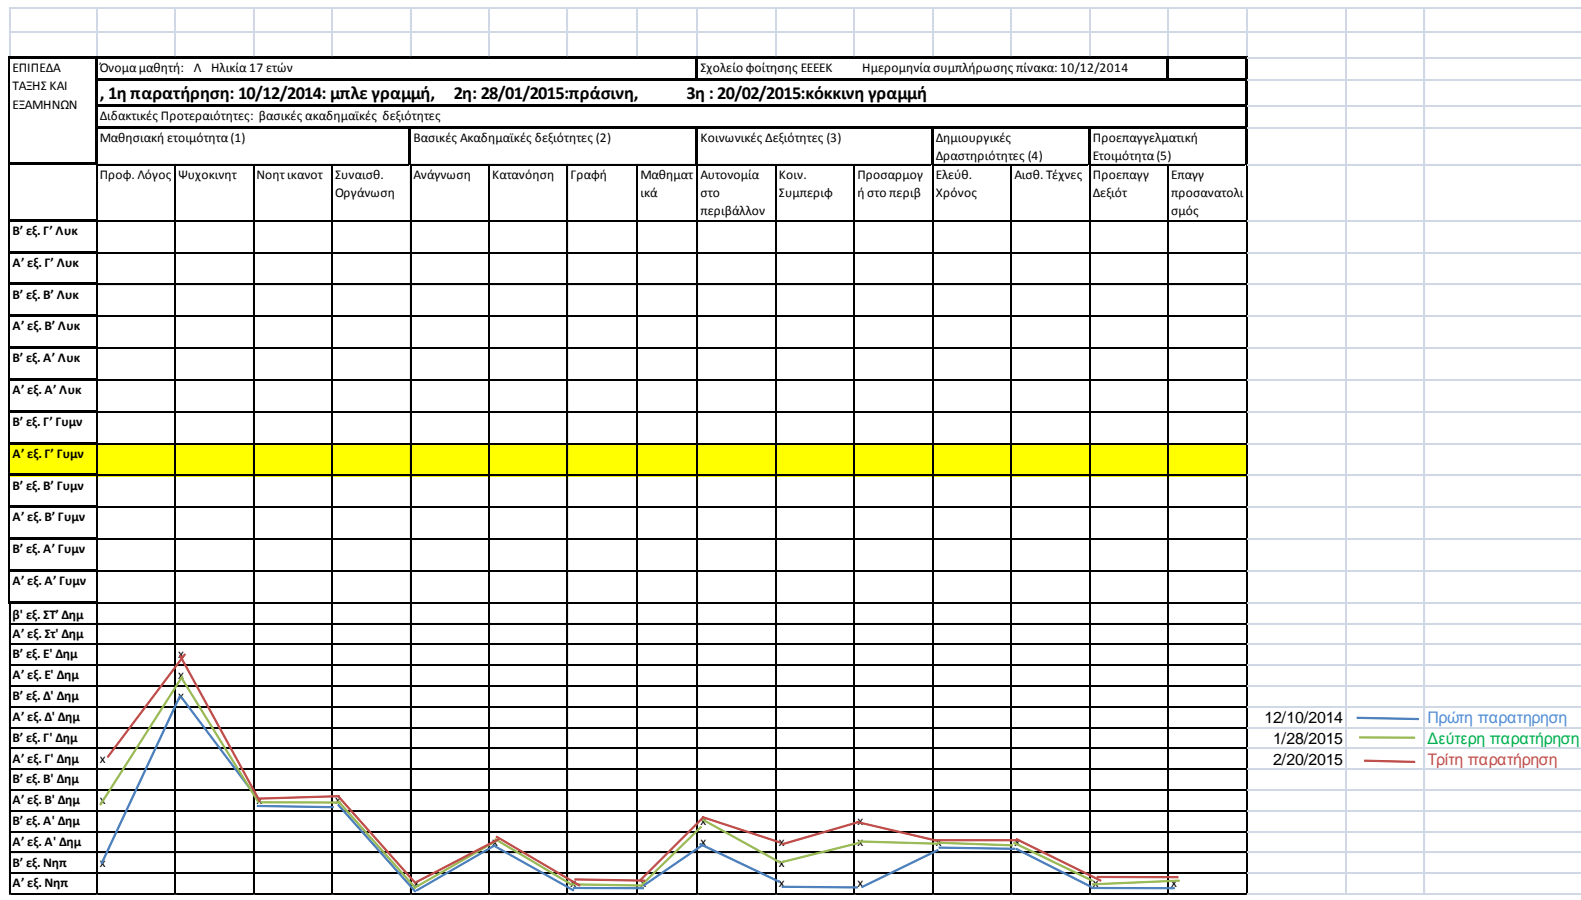 ΕΠΙΠΕΔΑ
ΤΑΞΗΣ ΚΑΙ
ΕΞΑΜΗΝΩΝ
Όνομα μαθητή: Λ Ηλικία 17 ετών
Σχολείο φοίτησης ΕΕΕΕΚ Ημερομηνία συμπλήρωσης πίνακα: 10/12/2014
, 1η παρατήρηση: 10/12/2014: μπλε γραμμή, 2η: 28/01/2015:πράσινη, 3η : 20/02/2015:κόκκινη γραμμή
Διδακτικές Προτεραιότητες: βασικές ακαδημαϊκές δεξιότητες
Μαθησιακή ετοιμότητα (1)
Βασικές Ακαδημαϊκές δεξιότητες (2)
Κοινωνικές Δεξιότητες (3)
Δημιουργικές
Δραστηριότητες (4)
Προεπαγγελματική
Ετοιμότητα (5)
Προφ. Λόγος
Ψυχοκινητ
Νοητ ικανοτ
Συναισθ.
Οργάνωση
Ανάγνωση
Κατανόηση
Γραφή
Μαθηματ
ικά
Αυτονομία
στο
περιβάλλον
Κοιν.
Συμπεριφ
Προσαρμογ
ή στο περιβ
Ελεύθ.
Χρόνος
Αισθ. Τέχνες
Προεπαγγ
Δεξιότ
Επαγγ
προσανατολι
σμός
Β’ εξ. Γ’ Λυκ
Α’ εξ. Γ’ Λυκ
Β’ εξ. Β’ Λυκ
Α’ εξ. Β’ Λυκ
Β’ εξ. Α’ Λυκ
Α’ εξ. Α’ Λυκ
Β’ εξ. Γ’ Γυμν
Α’ εξ. Γ’ Γυμν
Β’ εξ. Β’ Γυμν
Α’ εξ. Β’ Γυμν
Β’ εξ. Α’ Γυμν
Α’ εξ. Α’ Γυμν
β' εξ. ΣΤ’ Δημ
Α’ εξ. Στ' Δημ
Β’ εξ. Ε' Δημ
Α’ εξ. Ε' Δημ
Β’ εξ. Δ' Δημ
Α’ εξ. Δ' Δημ
Β’ εξ. Γ' Δημ
Α’ εξ. Γ' Δημ
Β’ εξ. Β' Δημ
Α’ εξ. Β' Δημ
Β’ εξ. Α' Δημ
Α’ εξ. Α' Δημ
Β’ εξ. Νηπ
Α’ εξ. Νηπ
12/10/2014 Πρώτη παρατηρηση
1/28/2015 Δεύτερη παρατήρηση
2/20/2015 Τρίτη παρατήρηση